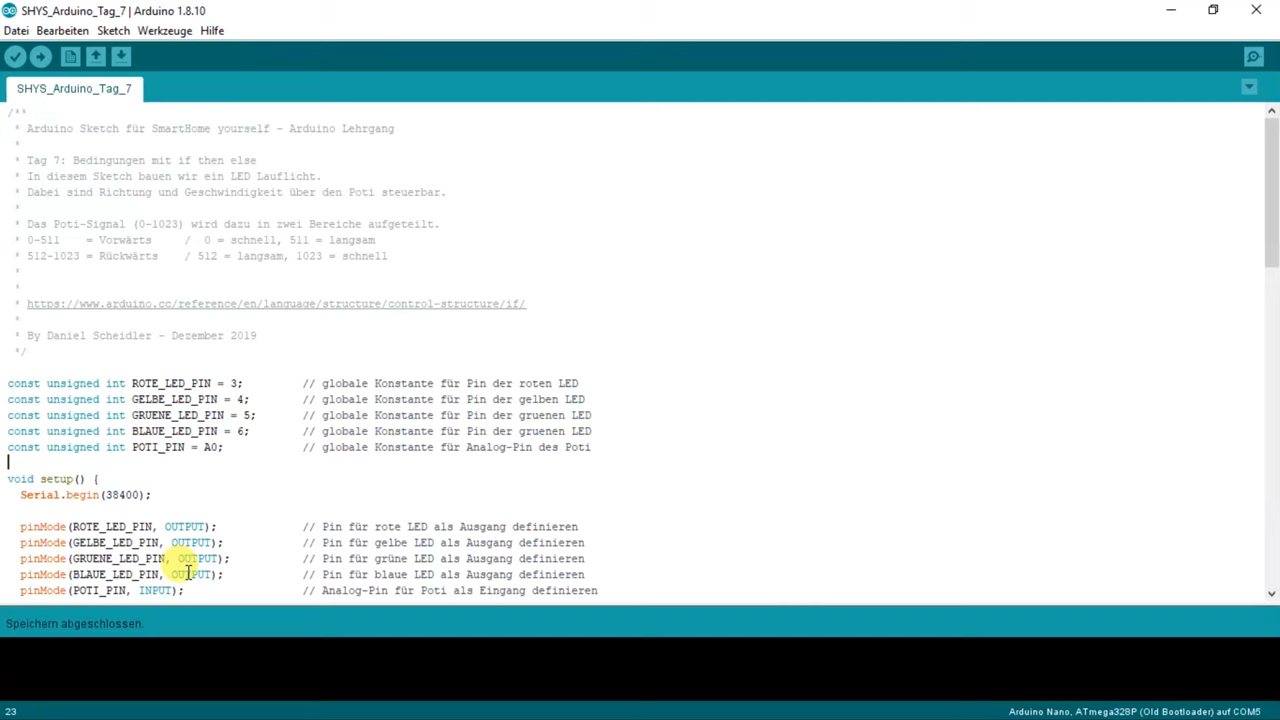 SHYS_Arduino_Tag_7 | Arduino 1.8.10
Datei Bearbeiten Sketch Werkzeuge Hilfe
SHYS_Arduino_Tag_7
/**
* Arduino Sketch für SmartHome yourself - Arduino Lehrgang
*
* Tag 7: Bedingungen mit if then else
* In diesem Sketch bauen wir ein LED Lauflicht.
* Dabei sind Richtung und Geschwindigkeit über den Poti steuerbar.
*
* Das Poti-Signal (0-1023) wird dazu in zwei Bereiche aufgeteilt.
* 0-511 = Vorwärts / 0 = schnell, 511 = langsam
* 512-1023 = Rückwärts / 512 = langsam, 1023 = schnell
*
*
* https://www.arduino.cc/reference/en/language/structure/control-structure/if/
*
* By Daniel Scheidler - Dezember 2019
*/
const unsigned int ROTE_LED_PIN = 3; // globale Konstante für Pin der roten LED
const unsigned int GELBE_LED_PIN = 4; // globale Konstante für Pin der gelben LED
const unsigned int GRUENE_LED_PIN = 5; // globale Konstante für Pin der gruenen LED
const unsigned int BLAUE_LED_PIN = 6; // globale Konstante für Pin der gruenen LED
const unsigned int POTI_PIN = A0; // globale Konstante für Analog-Pin des Poti
void setup() {
Serial.begin(38400);
pinMode(ROTE_LED_PIN, OUTPUT); // Pin für rote LED als Ausgang definieren
pinMode(GELBE_LED_PIN, OUTPUT); // Pin für gelbe LED als Ausgang definieren
pinMode(GRUENE_LED_PIN, OUTPUT); // Pin für grüne LED als Ausgang definieren
pinMode(BLAUE_LED_PIN, OUTPUT); // Pin für blaue LED als Ausgang definieren
pinMode(POTI_PIN, INPUT); // Analog-Pin für Poti als Eingang definieren
Speichern abgeschlossen.
23 Arduino Nano, ATmega328P (Old Bootloader) auf COM5